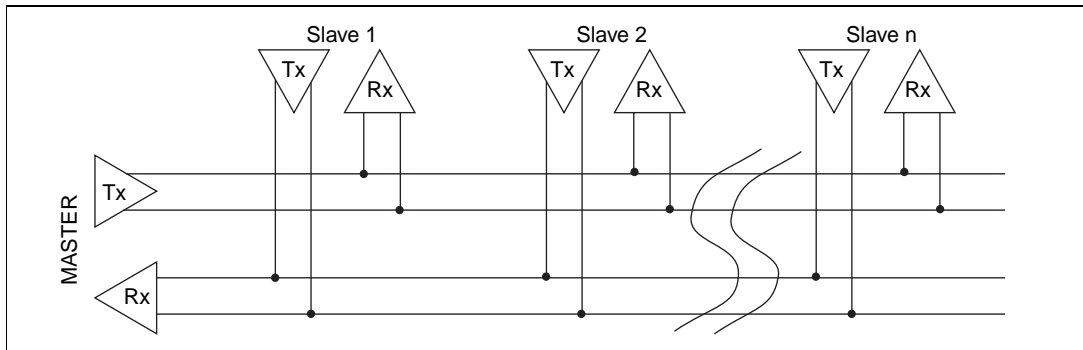 Slave 1
Slave 2
Slave n
Tx
Rx
Tx
Rx
Tx
Rx
MASTER
Tx
Rx